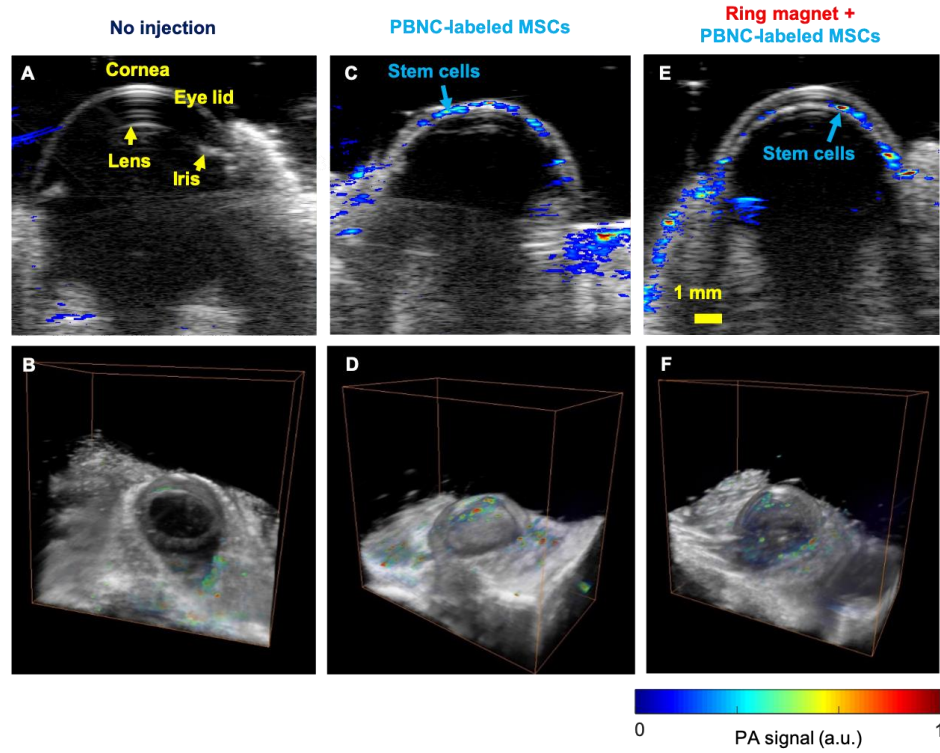 No injection
PBNC-labeled MSCs
Ring magnet +
PBNC-labeled MSCs
A
Cornea
Eye lid
Lens
Iris
C
Stem cells
E
Stem cells
1 mm
B
D
F
0
1
PA signal (a.u.)